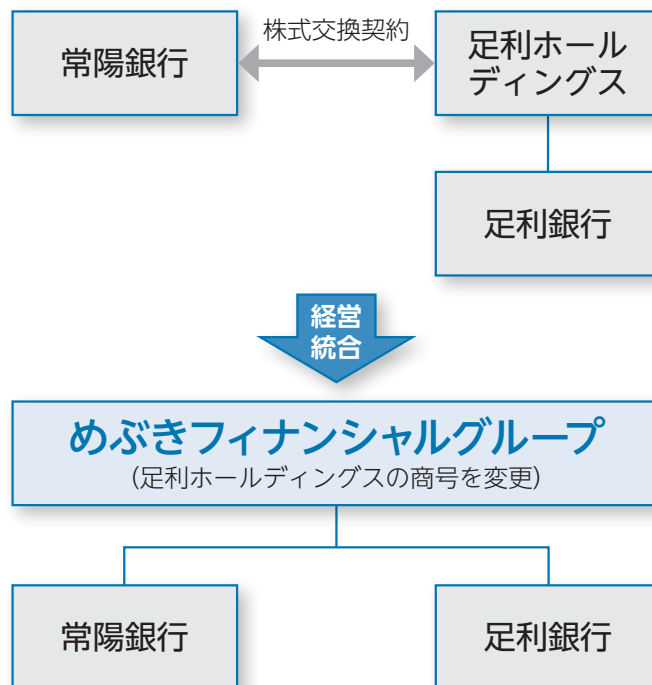 常陽銀行
株式交換契約
足利ホール
ディングス
足利銀行
経営
統合
めぶきフィナンシャルグループ
(足利ホールディングスの商号を変更)
常陽銀行
足利銀行